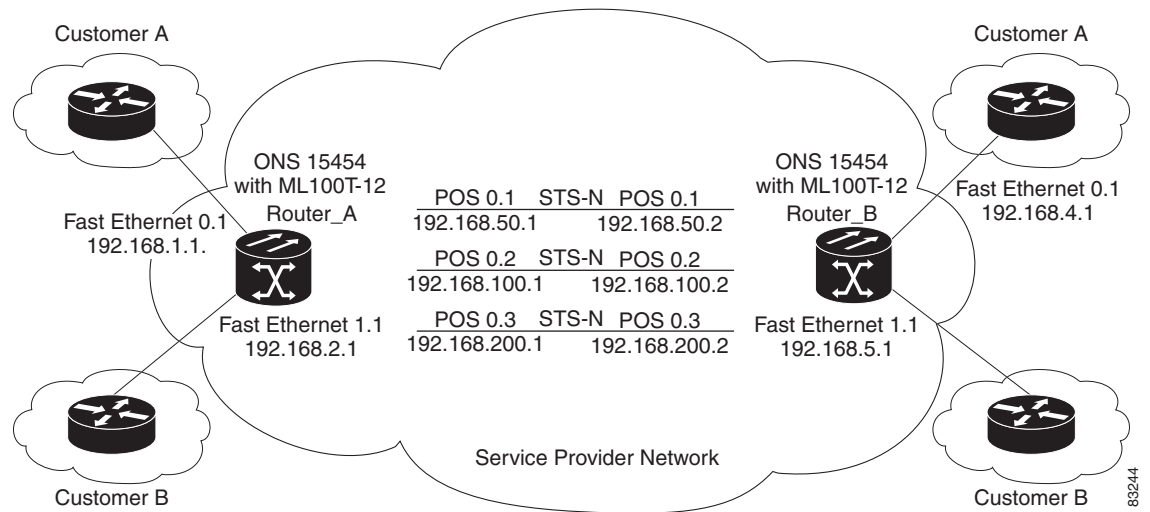 Customer A
Customer A
ONS 15454
with ML100T-12
Router_A
ONS 15454
with ML100T-12
Router_B
Fast Ethernet 0.1
192.168.1.1.
Fast Ethernet 0.1
192.168.4.1
POS 0.1 STS-N POS 0.1
192.168.50.1 192.168.50.2
POS 0.2 STS-N POS 0.2
192.168.100.1 192.168.100.2
POS 0.3 STS-N POS 0.3
192.168.200.1 192.168.200.2
Fast Ethernet 1.1
192.168.2.1
Fast Ethernet 1.1
192.168.5.1
Service Provider Network
Customer B
Customer B
83244